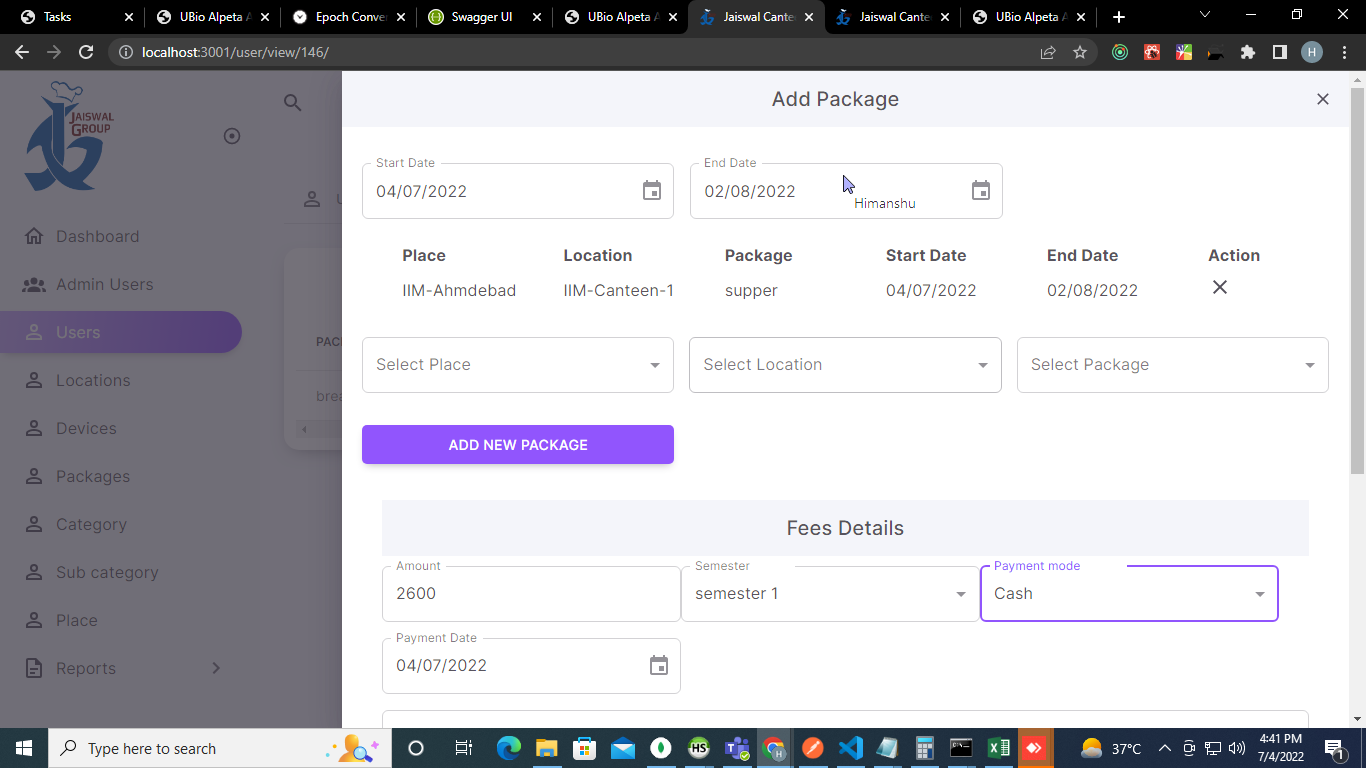 Tasks
UBio Alpeta A
Epoch Conver
Swagger UI
UBio Alpeta A
Jaiswal Cante
Jaiswal Cante
UBio Alpeta A
localhost:3001/user/view/146/
H
JAISWAL
GROUP
Dashboard
Admin Users
Users
Locations
Devices
Packages
Category
Sub category
Place
Reports
U
PAC
brea
Add Package
Start Date
04/07/2022
End Date
02/08/2022
Himanshu
Place Location Package Start Date End Date Action
IIM-Ahmdebad IIM-Canteen-1 supper 04/07/2022 02/08/2022
Select Place
Select Location
Select Package
ADD NEW PACKAGE
Fees Details
Amount
2600
Semester
semester 1
Payment mode
Cash
Payment Date
04/07/2022
Type here to search
HS
H
37°C
4:41 PM
7/4/2022
1